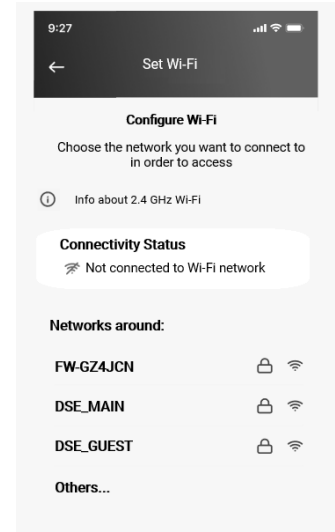 9:27
Set Wi-Fi
Configure Wi-Fi
Choose the network you want to connect to
in order to access
Info about 2.4 GHz Wi-Fi
Connectivity Status
Not connected to Wi-Fi network
Networks around:
FW-GZ4JCN
DSE_MAIN
DSE_GUEST
Others...